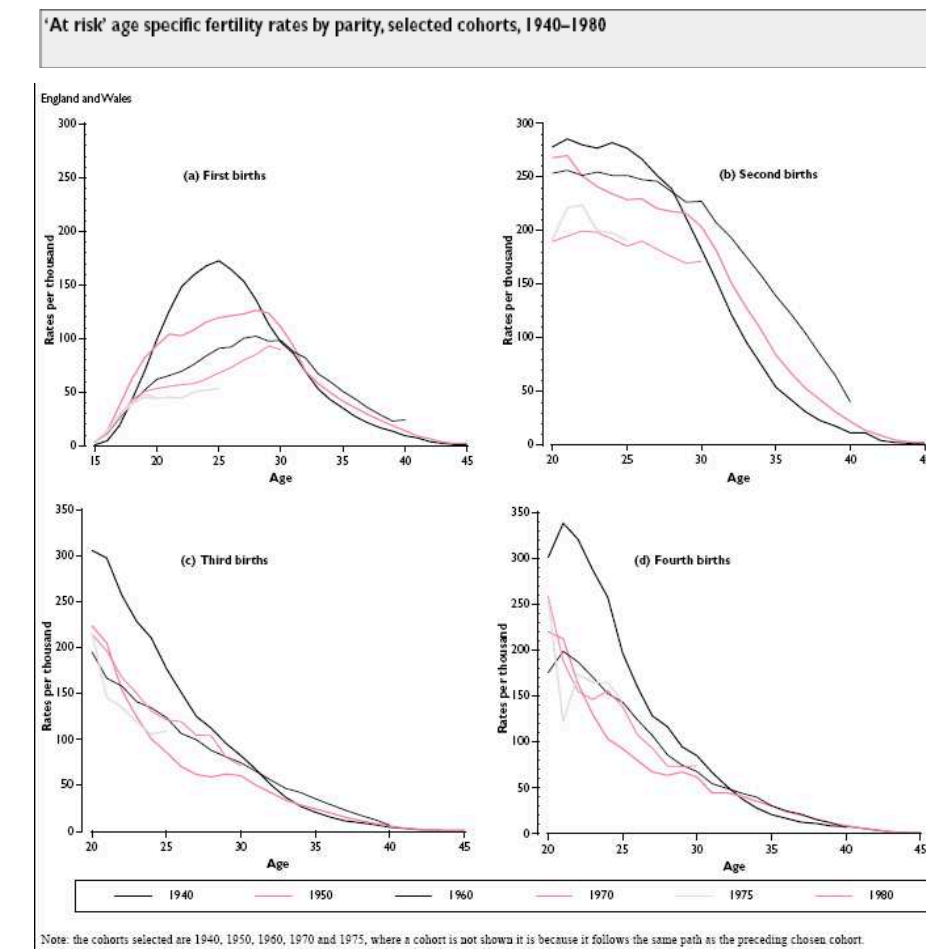 'At risk' age specific fertility rates by parity, selected cohorts, 1940–1980
England and Wales
300
250
200
150
100
50
0
Rates per thousand
(a) First births
15 20 25 30 35 40 45
Age
300
250
200
150
100
50
0
Rates per thousand
(b) Second births
20 25 30 35 40 45
Age
350
300
250
200
150
100
50
0
Rates per thousand
(c) Third births
20 25 30 35 40 45
Age
350
300
250
200
150
100
50
0
Rates per thousand
(d) Fourth births
20 25 30 35 40 45
Age
1940 1950 1960 1970 1975 1980
Note: the cohorts selected are 1940, 1950, 1960, 1970 and 1975, where a cohort is not shown it is because it follows the same path as the preceding chosen cohort.